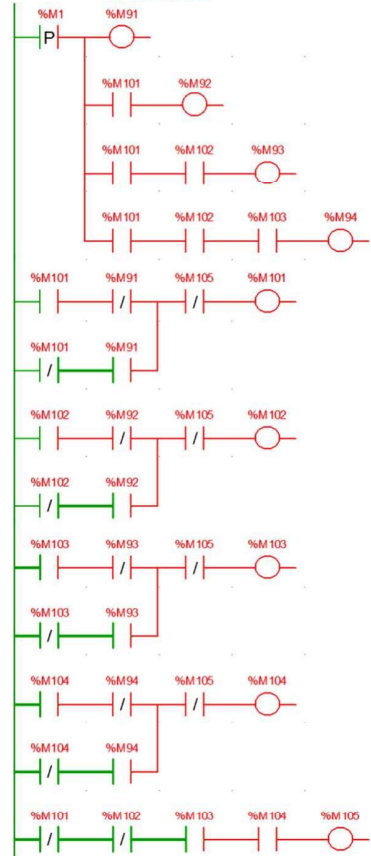 %M1 %M91
P
%M101 %M92
%M101 %M102 %M93
%M101 %M102 %M103 %M94
%M101 %M91 %M105 %M101
/ /
%M101 %M91
/
%M102 %M92 %M105 %M102
/ /
%M102 %M92
/
%M103 %M93 %M105 %M103
/ /
%M103 %M93
/
%M104 %M94 %M105 %M104
/ /
%M104 %M94
/
%M101 %M102 %M103 %M104 %M105
/ /